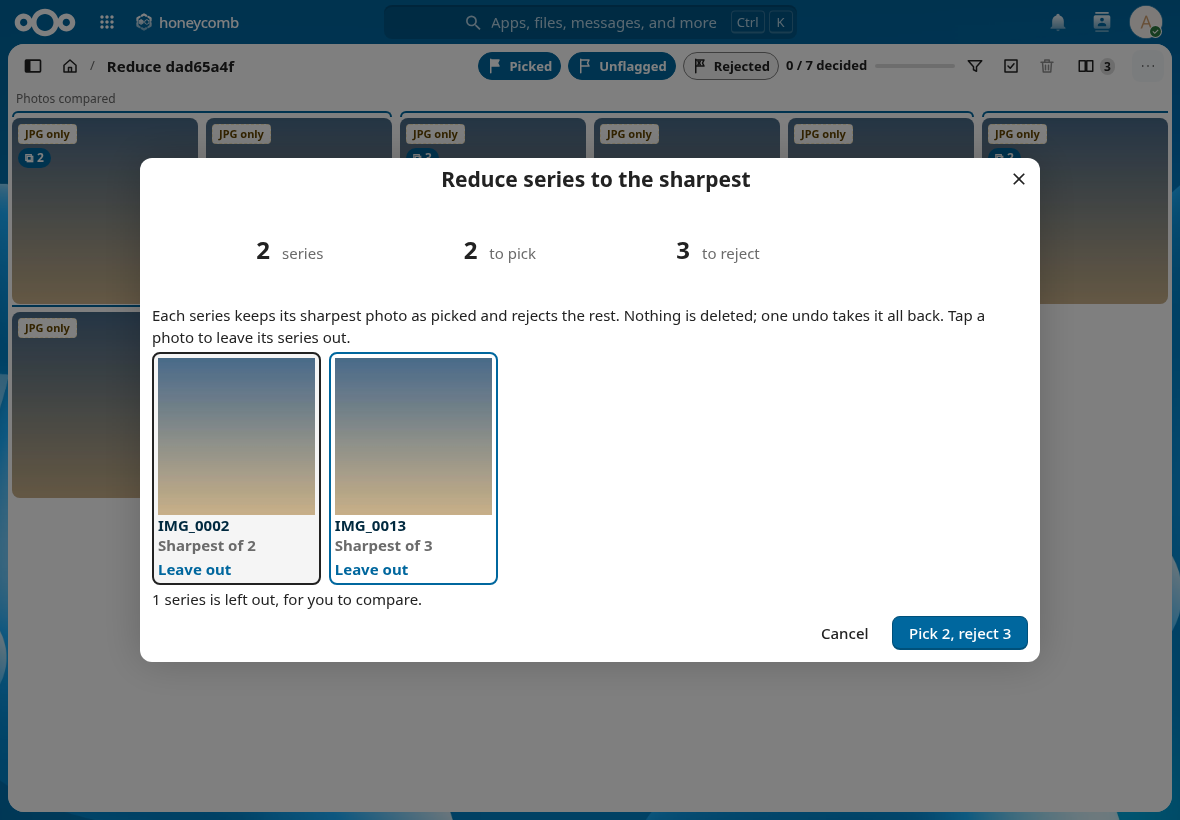 honeycomb
Apps, files, messages, and more Ctrl K
A
/ Reduce dad65a4f
Picked
Unflagged
Rejected
0 / 7 decided
3
...
Photos compared
JPG only
JPG only
JPG only
JPG only
JPG only
JPG only
2
3
2
JPG only
Reduce series to the sharpest
2 series
2 to pick
3 to reject
Each series keeps its sharpest photo as picked and rejects the rest. Nothing is deleted; one undo takes it all back. Tap a
photo to leave its series out.
IMG_0002
Sharpest of 2
Leave out
IMG_0013
Sharpest of 3
Leave out
1 series is left out, for you to compare.
Cancel
Pick 2, reject 3